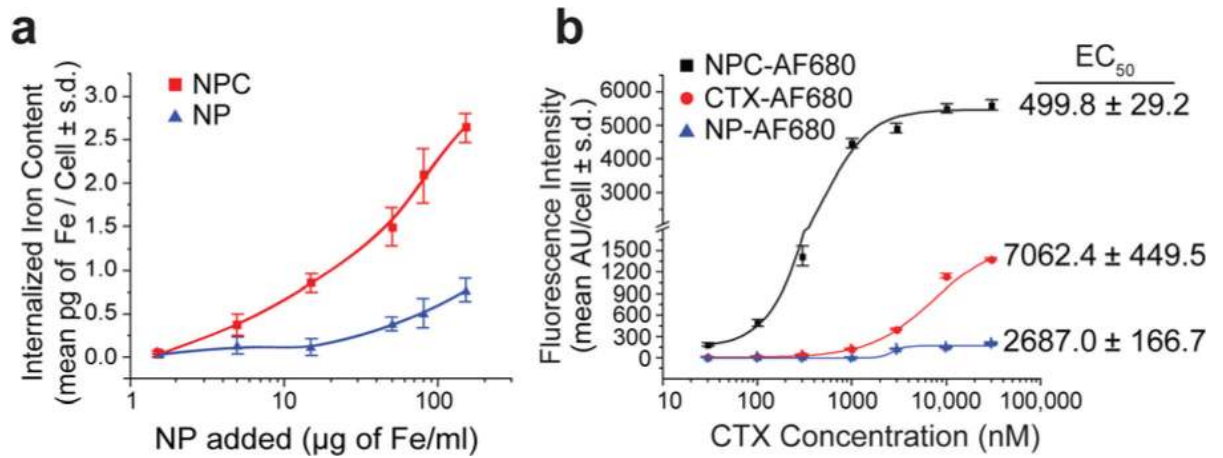 a
NPC
NP
Internalized Iron Content
(mean pg of Fe / Cell ± s.d.)
3.0
2.5
2.0
1.5
1.0
0.5
0.0
1
10
100
NP added (µg of Fe/ml)
b
NPC-AF680
CTX-AF680
NP-AF680
EC50
499.8 ± 29.2
7062.4 ± 449.5
2687.0 ± 166.7
Fluorescence Intensity
(mean AU/cell ± s.d.)
6000
5000
4000
3000
1500
1200
900
600
300
0
10
100
1000
10,000
100,000
CTX Concentration (nM)